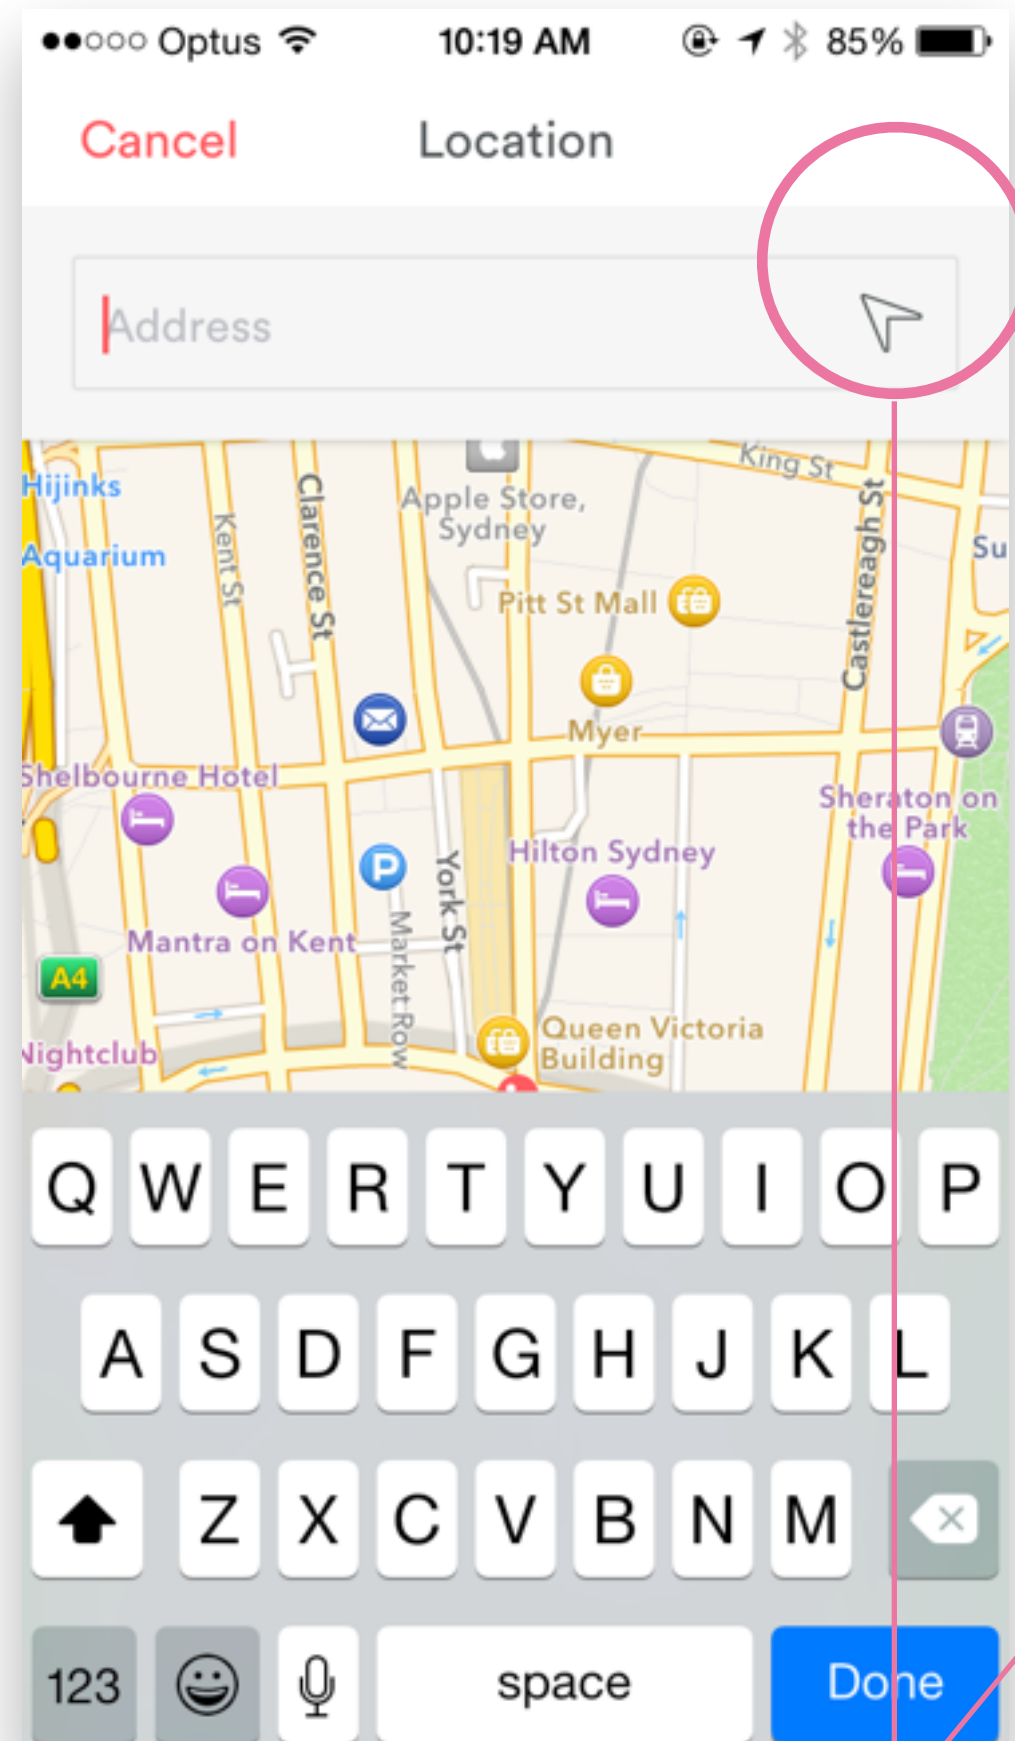 Optus 10:19 AM 85%
Cancel Location
Address
King St
Hijinks
Apple Store,
Sydney
Clarence St
Kent St
Castlereagh St
Su
Aquarium
Pitt St Mall
Myer
Shelbourne Hotel
Sheraton on
the Park
Hilton Sydney
P
York St
Mantra on Kent
Market Row
A4
Queen Victoria
Building
Nightclub
Q W E R T Y U I O P
A S D F G H J K L
Z X C V B N M
123 space Done